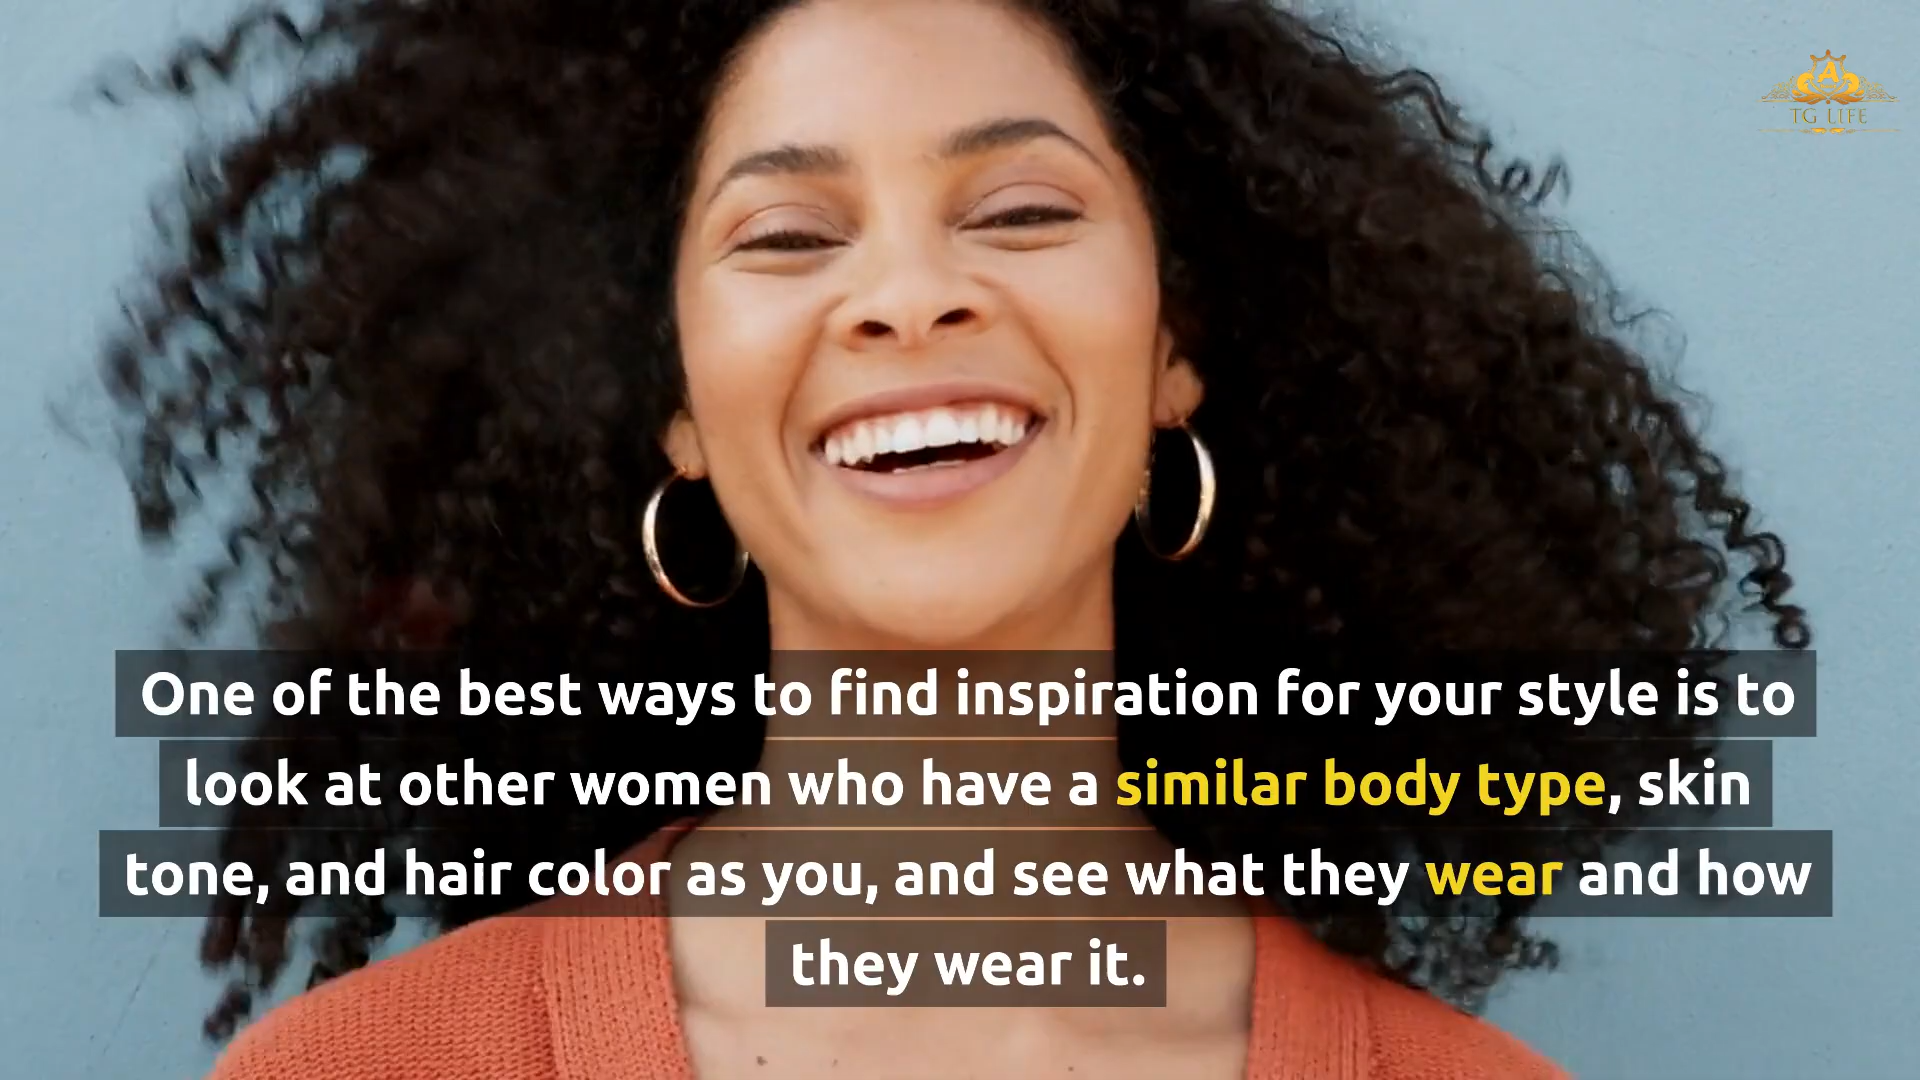 A
TG LIFE
One of the best ways to find inspiration for your style is to
look at other women who have a similar body type, skin
tone, and hair color as you, and see what they wear and how
they wear it.